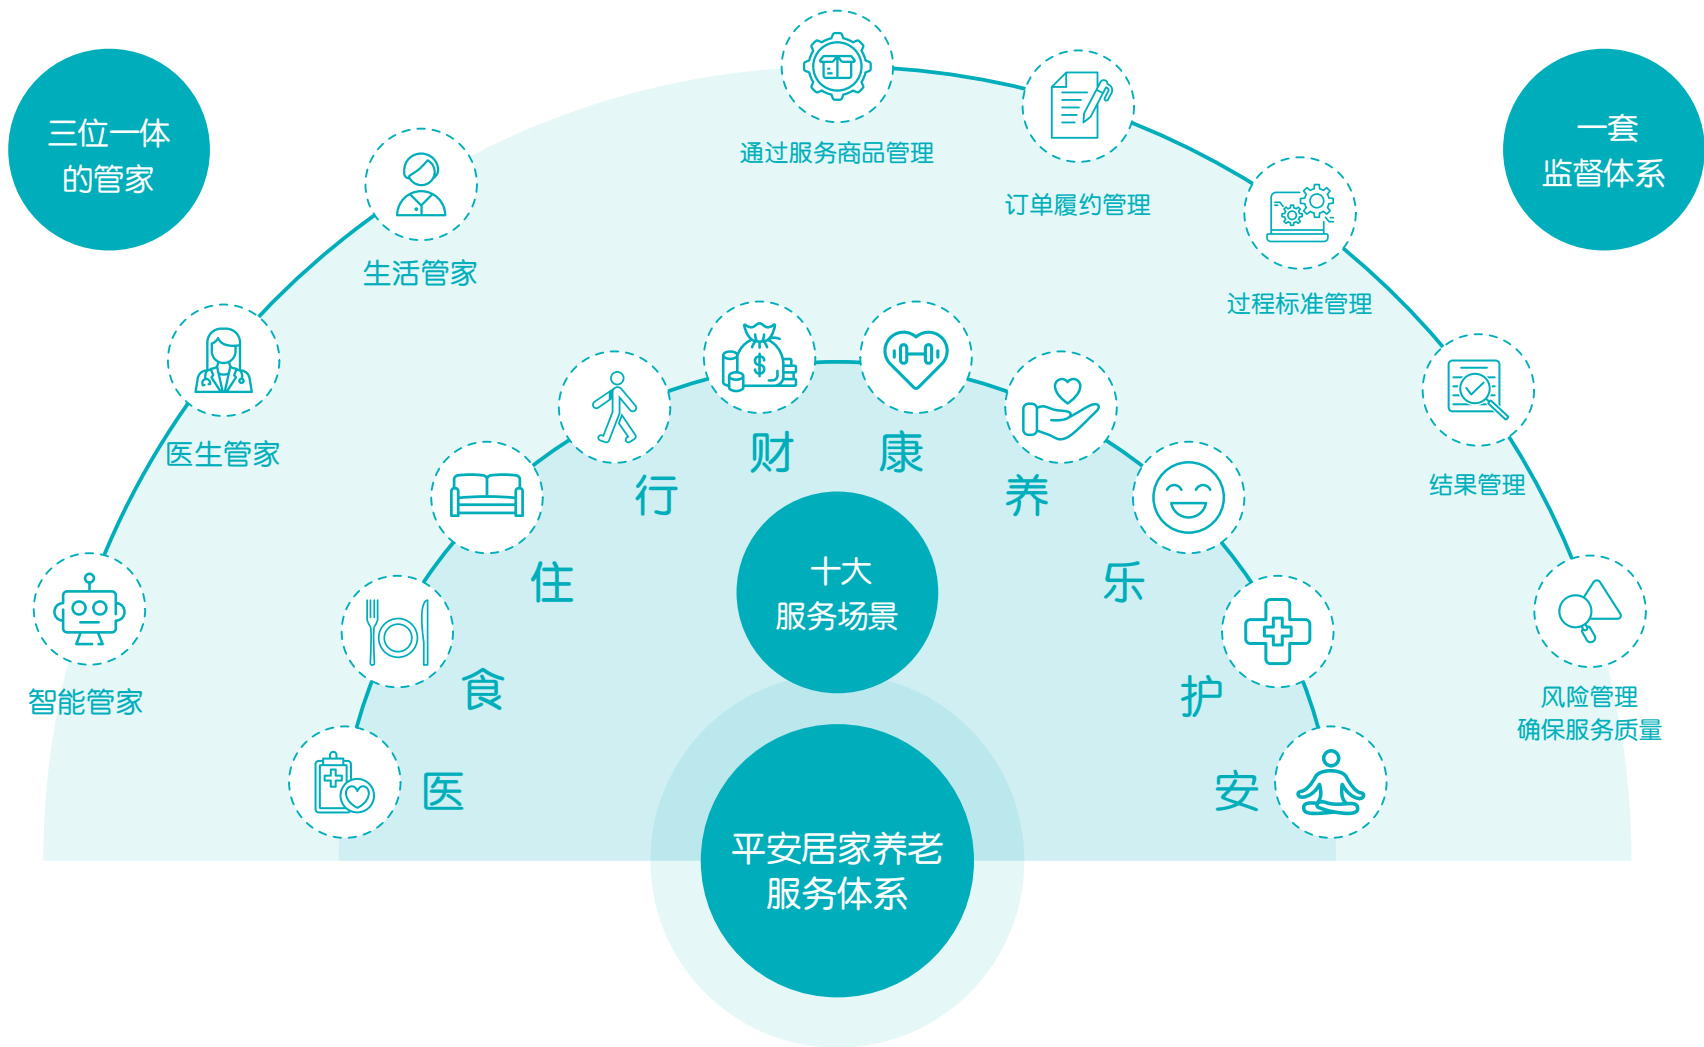 三位一体
的管家
一套
监督体系
通过服务商品管理
订单履约管理
过程标准管理
结果管理
风险管理
确保服务质量
生活管家
医生管家
智能管家
医
食
住
行
财
康
养
乐
护
安
十大
服务场景
平安居家养老
服务体系